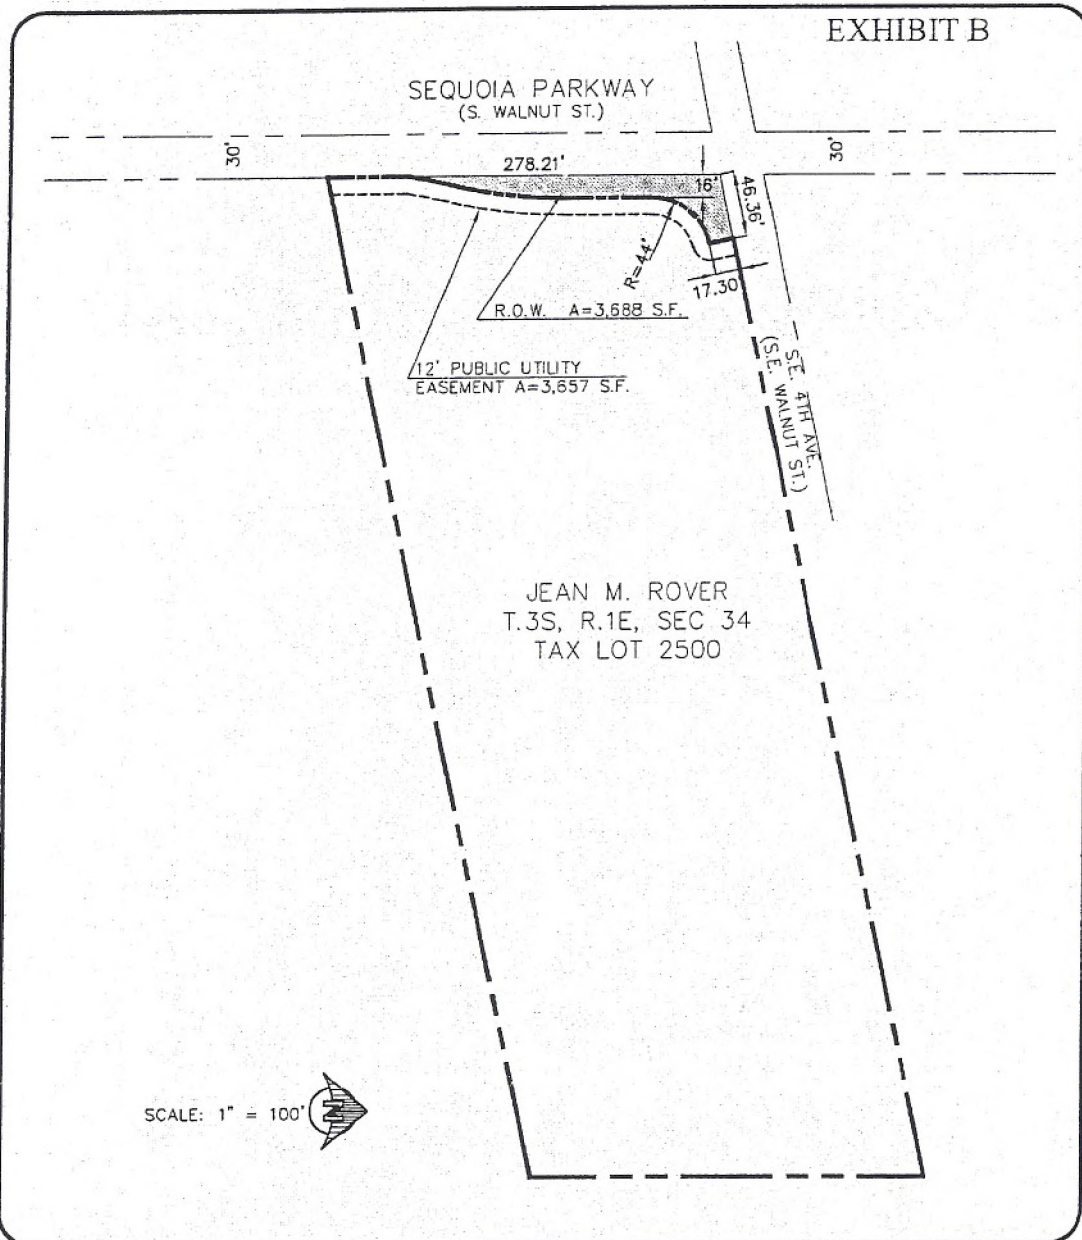 EXHIBIT B
SEQUOIA PARKWAY
(S. WALNUT ST.)
30'
30'
278.21'
16'
46.36'
R=44'
17.30'
R.O.W. A=3,688 S.F.
12' PUBLIC UTILITY
EASEMENT A=3,657 S.F.
S.E. 4TH AVE.
(S.E. WALNUT ST.)
JEAN M. ROVER
T.3S, R.1E, SEC 34
TAX LOT 2500
SCALE: 1" = 100'
N